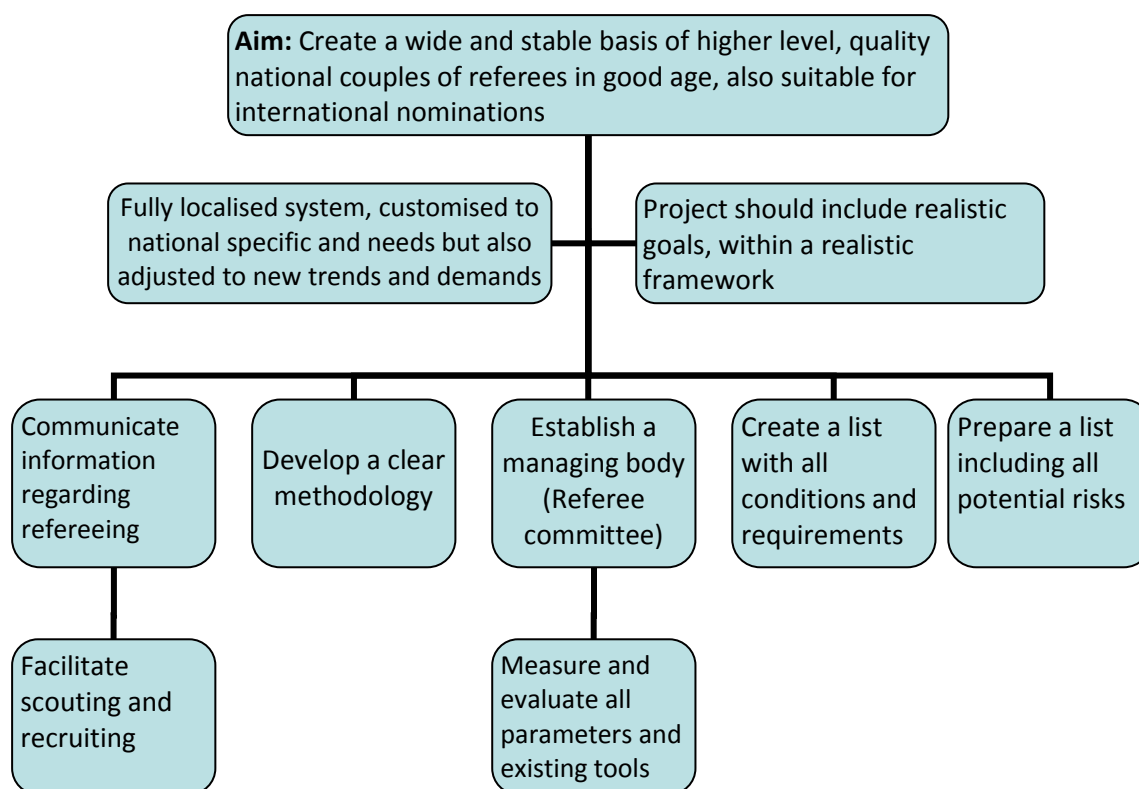 Aim: Create a wide and stable basis of higher level, quality
national couples of referees in good age, also suitable for
international nominations
Fully localised system, customised to
national specific and needs but also
adjusted to new trends and demands
Project should include realistic
goals, within a realistic
framework
Communicate
information
regarding
refereeing
Develop a clear
methodology
Establish a
managing body
(Referee
committee)
Create a list
with all
conditions and
requirements
Prepare a list
including all
potential risks
Facilitate
scouting and
recruiting
Measure and
evaluate all
parameters and
existing tools